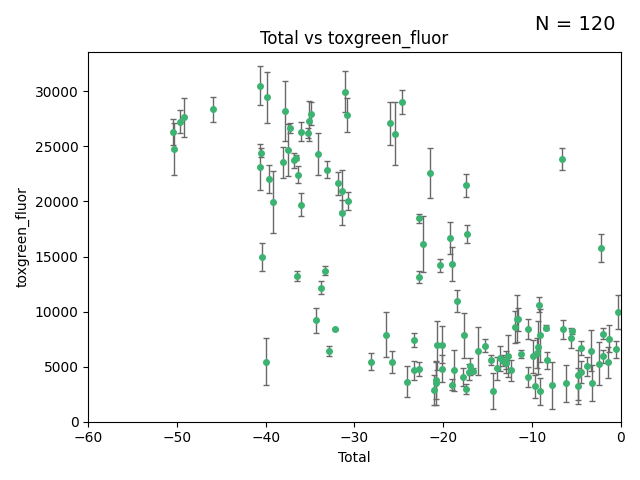 N = 120
Total vs toxgreen_fluor
30000
25000
20000
15000
10000
5000
0
toxgreen_fluor
−60 −50 −40 −30 −20 −10 0
Total